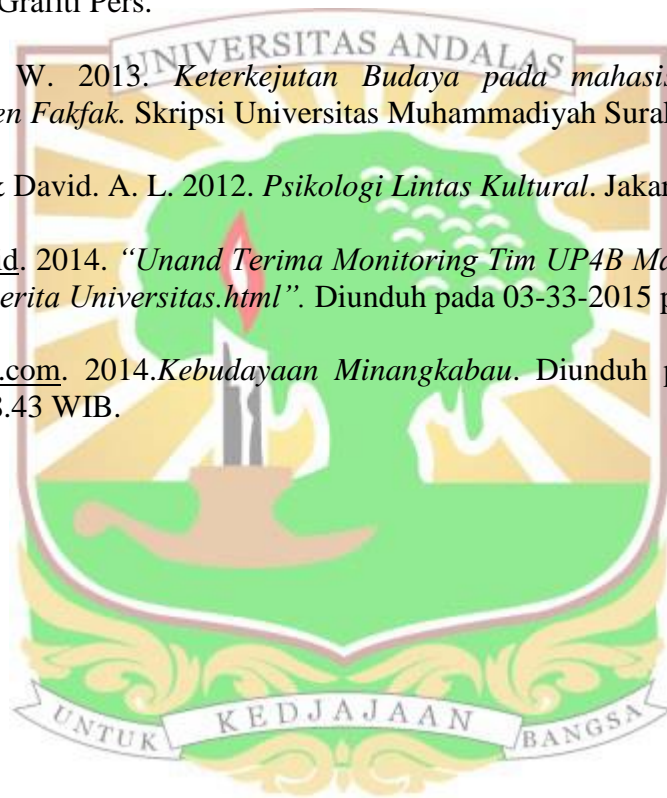 Grafiti Pers.
UNIVERSITAS ANDALAS
W. 2013. Keterkejutan Budaya pada mahasis
en Fakfak. Skripsi Universitas Muhammadiyah Sural
& David. A. L. 2012. Psikologi Lintas Kultural. Jakar
id. 2014. “Unand Terima Monitoring Tim UP4B Ma
erita Universitas.html”. Diunduh pada 03-33-2015 p
.com. 2014.Kebudayaan Minangkabau. Diunduh p
8.43 WIB.
UNTUK KEDJAJAAN BANGSA